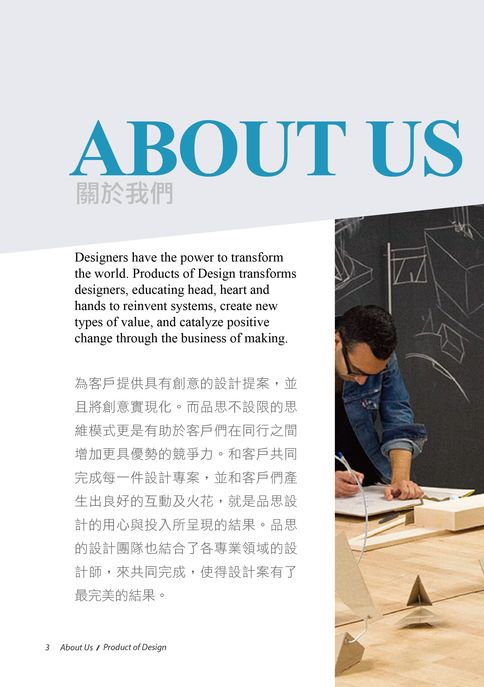 ABOUT US
關於我們
Designers have the power to transform
the world. Products of Design transforms
designers, educating head, heart and
hands to reinvent systems, create new
types of value, and catalyze positive
change through the business of making.
為客戶提供具有創意的設計提案，並
且將創意實現化。而品思不設限的思
維模式更是有助於客戶們在同行之間
增加更具優勢的競爭力。和客戶共同
完成每一件設計專案，並和客戶們產
生出良好的互動及火花，就是品思設
計的用心與投入所呈現的結果。品思
的設計團隊也結合了各專業領域的設
計師，來共同完成，使得設計案有了
最完美的結果。
3 About Us / Product of Design